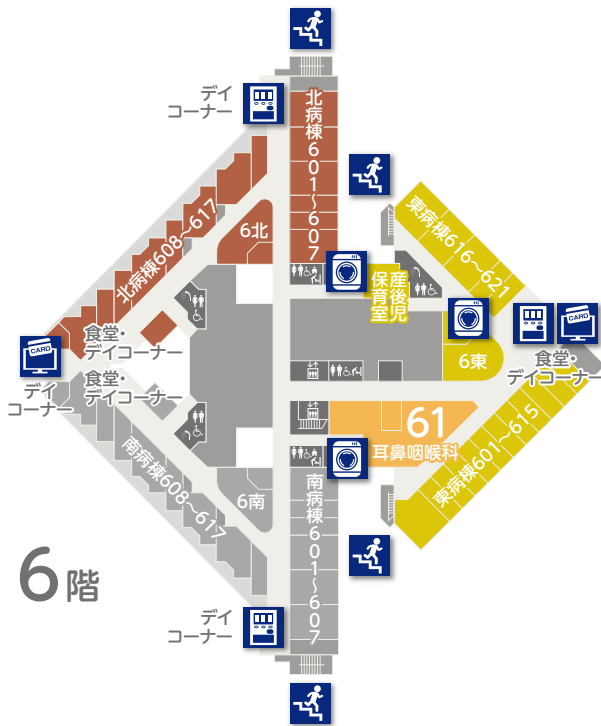 デイ
コーナー
北病棟601〜607
東病棟616〜621
北病棟608〜617
6北
産後児
保育室
CARD
食堂・
デイコーナー
CARD
6東
食堂・
デイコーナー
デイ
コーナー
食堂・
デイコーナー
61
耳鼻咽喉科
東病棟601〜615
南病棟608〜617
6南
南病棟601〜607
6階
デイ
コーナー